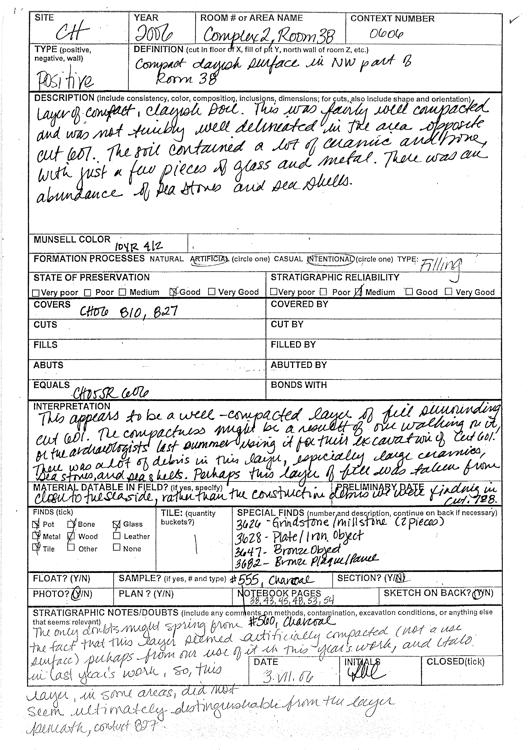 SITE CH
YEAR 2006
ROOM # OR AREA NAME Complex 2, Room 3B
CONTEXT NUMBER 0606
TYPE (positive, negative, wall) Positive
DEFINITION (cut in floor of X, fill of pit Y, north wall of room Z, etc.)
Compact clayish surface in NW part of
Room 3B
DESCRIPTION (include consistency, color, composition, inclusions, dimensions; for cuts, also include shape and orientation)
Layer of compact, clayish soil. This was fairly well compacted
and was not terribly well delineated in the area opposite
cut 601. The soil contained a lot of ceramic and bone,
with just a few pieces of glass and metal. There was an
abundance of sea stones and sea shells.
MUNSELL COLOR 10YR 4/2
FORMATION PROCESSES NATURAL ARTIFICIAL (circle one) CASUAL INTENTIONAL (circle one) TYPE: Filling
STATE OF PRESERVATION
STRATIGRAPHIC RELIABILITY
Very poor Poor Medium Good Very Good
Very poor Poor Medium Good Very Good
COVERS CH06 810, 827
COVERED BY
CUTS
CUT BY
FILLS
FILLED BY
ABUTS
ABUTTED BY
EQUALS CH05SR 606
BONDS WITH
INTERPRETATION
This appears to be a well-compacted layer of fill surrounding
cut 601. The compactness might be a result of our walking on it,
or the archaeologists last summer using it for their excavation of cut 601.
There was a lot of debris in this layer, especially large ceramics,
sea stones, and sea shells. Perhaps this layer of fill was taken from
MATERIAL DATABLE IN FIELD? (if yes, specify)
PRELIMINARY DATE
close to the seaside, rather than the construction debris we were finding in
cut.
FINDS (tick)
Pot Bone Glass
Metal Wood Leather
Tile Other None
TILE: (quantity buckets?)
SPECIAL FINDS (number and description, continue on back if necessary)
3626 - Grindstone/millstone (2 pieces)
3628 - Plate/Iron object
3647 - Bronze Object
3682 - Bronze Plaque/
FLOAT? (Y/N)
SAMPLE? (if yes, # and type) #555, Charcoal
SECTION? (Y/N)
PHOTO? (Y/N)
PLAN? (Y/N)
NOTEBOOK PAGES
38, 43, 45, 48, 53, 54
SKETCH ON BACK? (Y/N)
STRATIGRAPHIC NOTES/DOUBTS (include any comments on methods, contamination, excavation conditions, or anything else
that seems relevant) #560, Charcoal
The only doubts might spring from
the fact that this layer seemed artificially compacted (not a use
surface) perhaps from our use of it in this year's work, and
in last year's work, so, this
DATE 3.VII.06
INITIALS
CLOSED(tick)
layer, in some areas, did not
seem ultimately distinguishable from the layer
beneath, context 827.